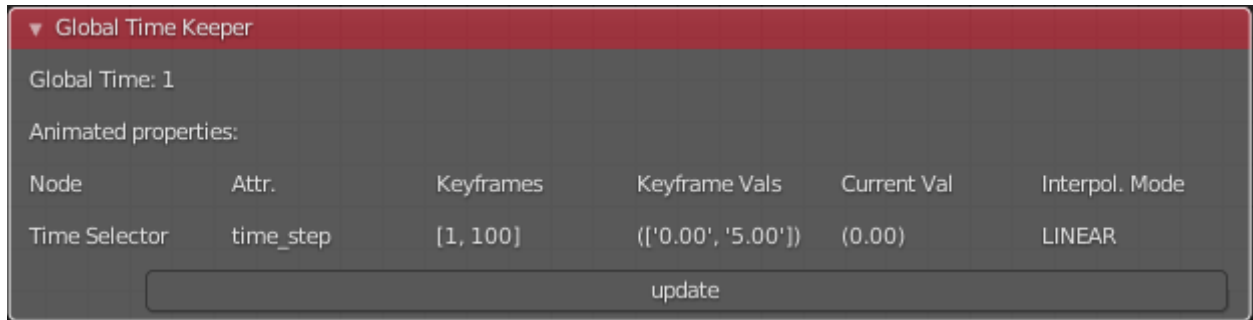 Global Time Keeper
Global Time: 1
Animated properties:
Node Attr. Keyframes Keyframe Vals Current Val Interpol. Mode
Time Selector time_step [1, 100] (['0.00', '5.00']) (0.00) LINEAR
update